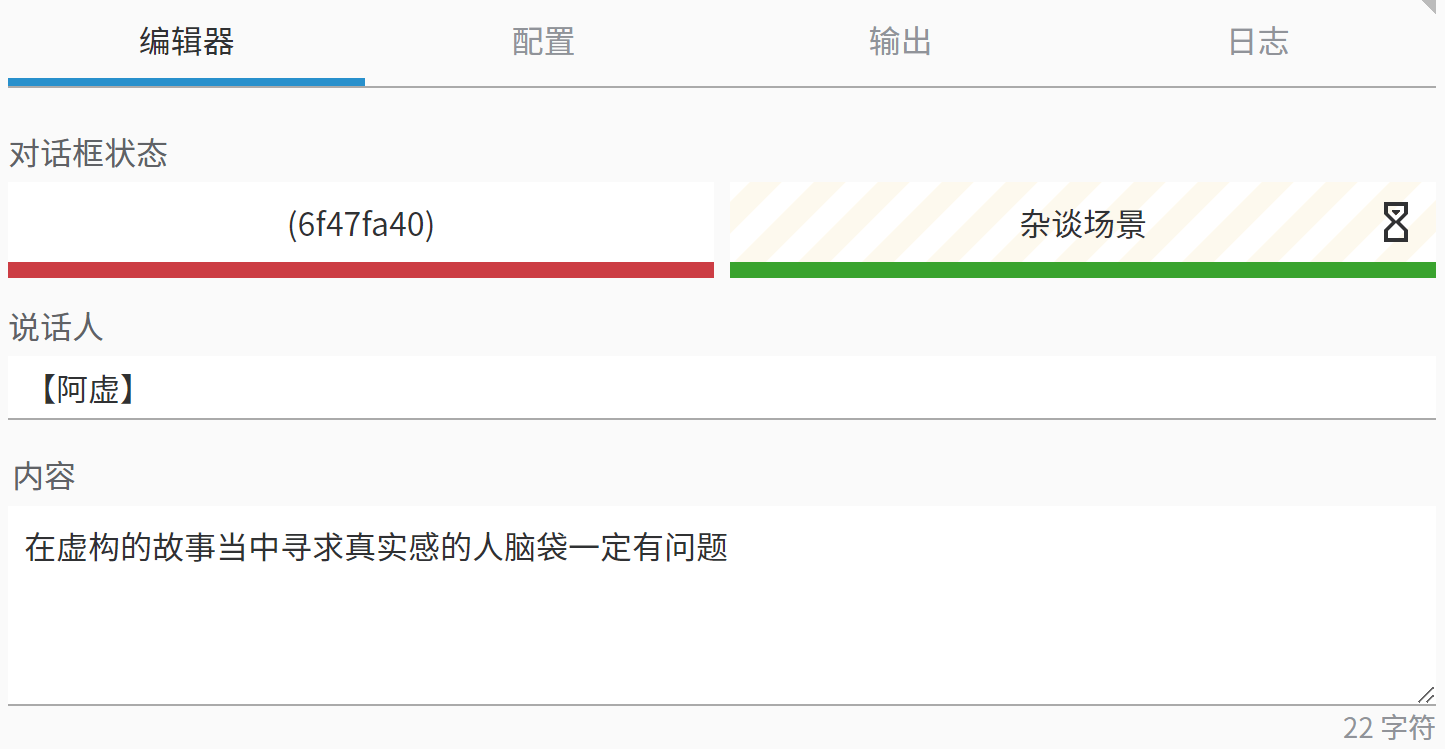 编辑器 配置 输出 日志
对话框状态
(6f47fa40) 杂谈场景
说话人
【阿虚】
内容
在虚构的故事当中寻求真实感的人脑袋一定有问题
22 字符